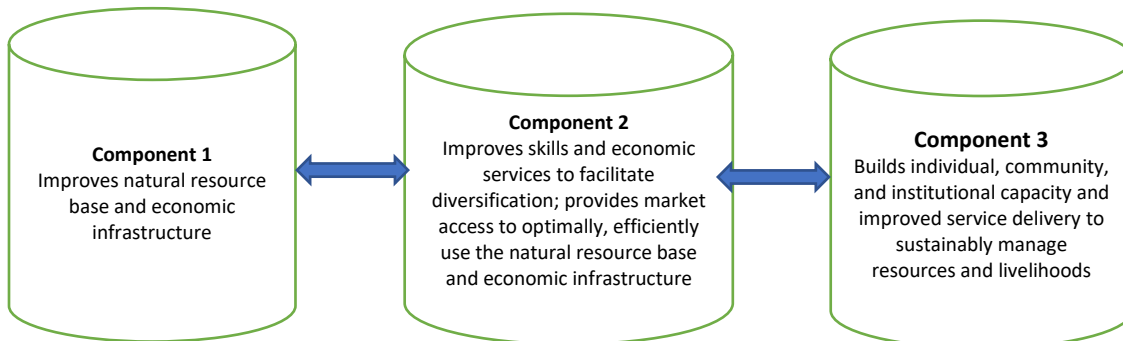 Component 1
Improves natural resource
base and economic
infrastructure
Component 2
Improves skills and economic
services to facilitate
diversification; provides market
access to optimally, efficiently
use the natural resource base
and economic infrastructure
Component 3
Builds individual, community,
and institutional capacity and
improved service delivery to
sustainably manage
resources and livelihoods